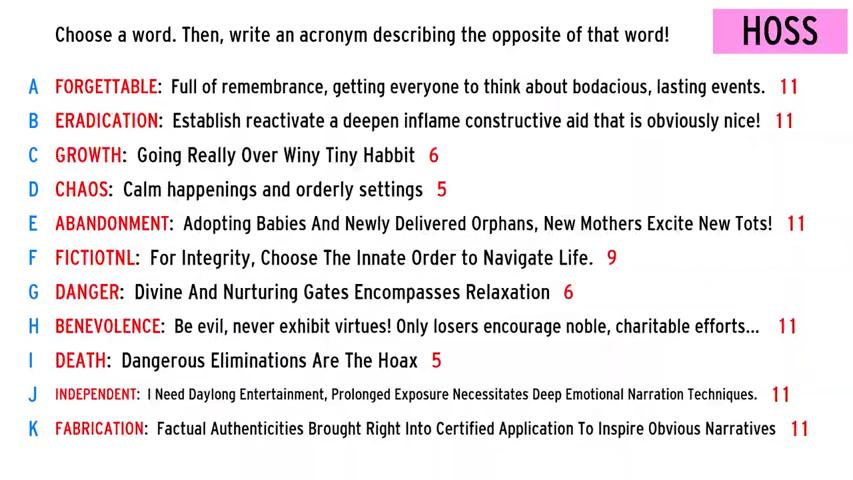 Choose a word. Then, write an acronym describing the opposite of that word!
HOSS
A FORGETTABLE: Full of remembrance, getting everyone to think about bodacious, lasting events. 11
B ERADICATION: Establish reactivate a deepen inflame constructive aid that is obviously nice! 11
C GROWTH: Going Really Over Winy Tiny Habbit 6
D CHAOS: Calm happenings and orderly settings 5
E ABANDONMENT: Adopting Babies And Newly Delivered Orphans, New Mothers Excite New Tots! 11
F FICTIOTNL: For Integrity, Choose The Innate Order to Navigate Life. 9
G DANGER: Divine And Nurturing Gates Encompasses Relaxation 6
H BENEVOLENCE: Be evil, never exhibit virtues! Only losers encourage noble, charitable efforts... 11
I DEATH: Dangerous Eliminations Are The Hoax 5
J INDEPENDENT: I Need Daylong Entertainment, Prolonged Exposure Necessitates Deep Emotional Narration Techniques. 11
K FABRICATION: Factual Authenticities Brought Right Into Certified Application To Inspire Obvious Narratives 11